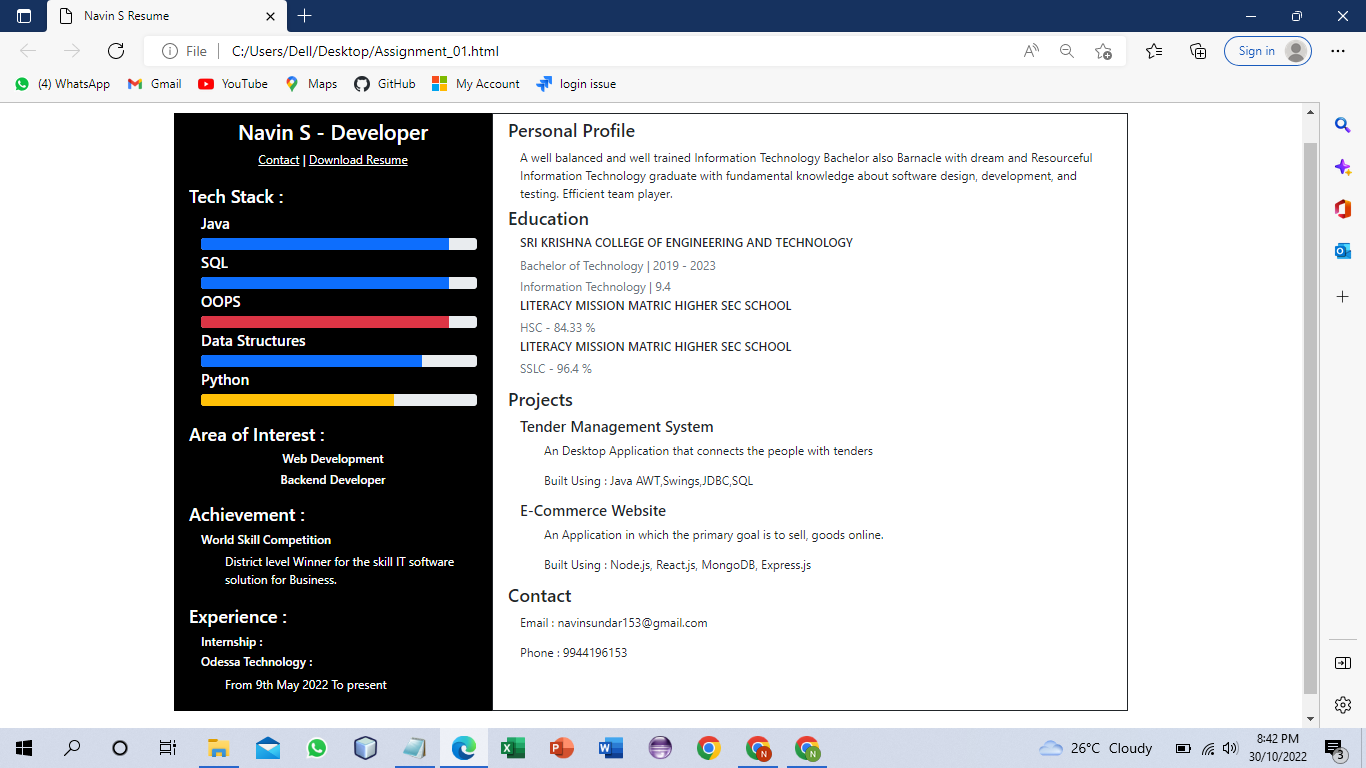 Navin S Resume
File
C:/Users/Dell/Desktop/Assignment_01.html
Sign in
(4) WhatsApp
Gmail
YouTube
Maps
GitHub
My Account
login issue
Navin S - Developer
Contact | Download Resume
Tech Stack :
Java
SQL
OOPS
Data Structures
Python
Area of Interest :
Web Development
Backend Developer
Achievement :
World Skill Competition
District level Winner for the skill IT software
solution for Business.
Experience :
Internship :
Odessa Technology :
From 9th May 2022 To present
Personal Profile
A well balanced and well trained Information Technology Bachelor also Barnacle with dream and Resourceful
Information Technology graduate with fundamental knowledge about software design, development, and
testing. Efficient team player.
Education
SRI KRISHNA COLLEGE OF ENGINEERING AND TECHNOLOGY
Bachelor of Technology | 2019 - 2023
Information Technology | 9.4
LITERACY MISSION MATRIC HIGHER SEC SCHOOL
HSC - 84.33 %
LITERACY MISSION MATRIC HIGHER SEC SCHOOL
SSLC - 96.4 %
Projects
Tender Management System
An Desktop Application that connects the people with tenders
Built Using : Java AWT,Swings,JDBC,SQL
E-Commerce Website
An Application in which the primary goal is to sell, goods online.
Built Using : Node.js, React.js, MongoDB, Express.js
Contact
Email : navinsundar153@gmail.com
Phone : 9944196153
26°C Cloudy
8:42 PM
30/10/2022
3